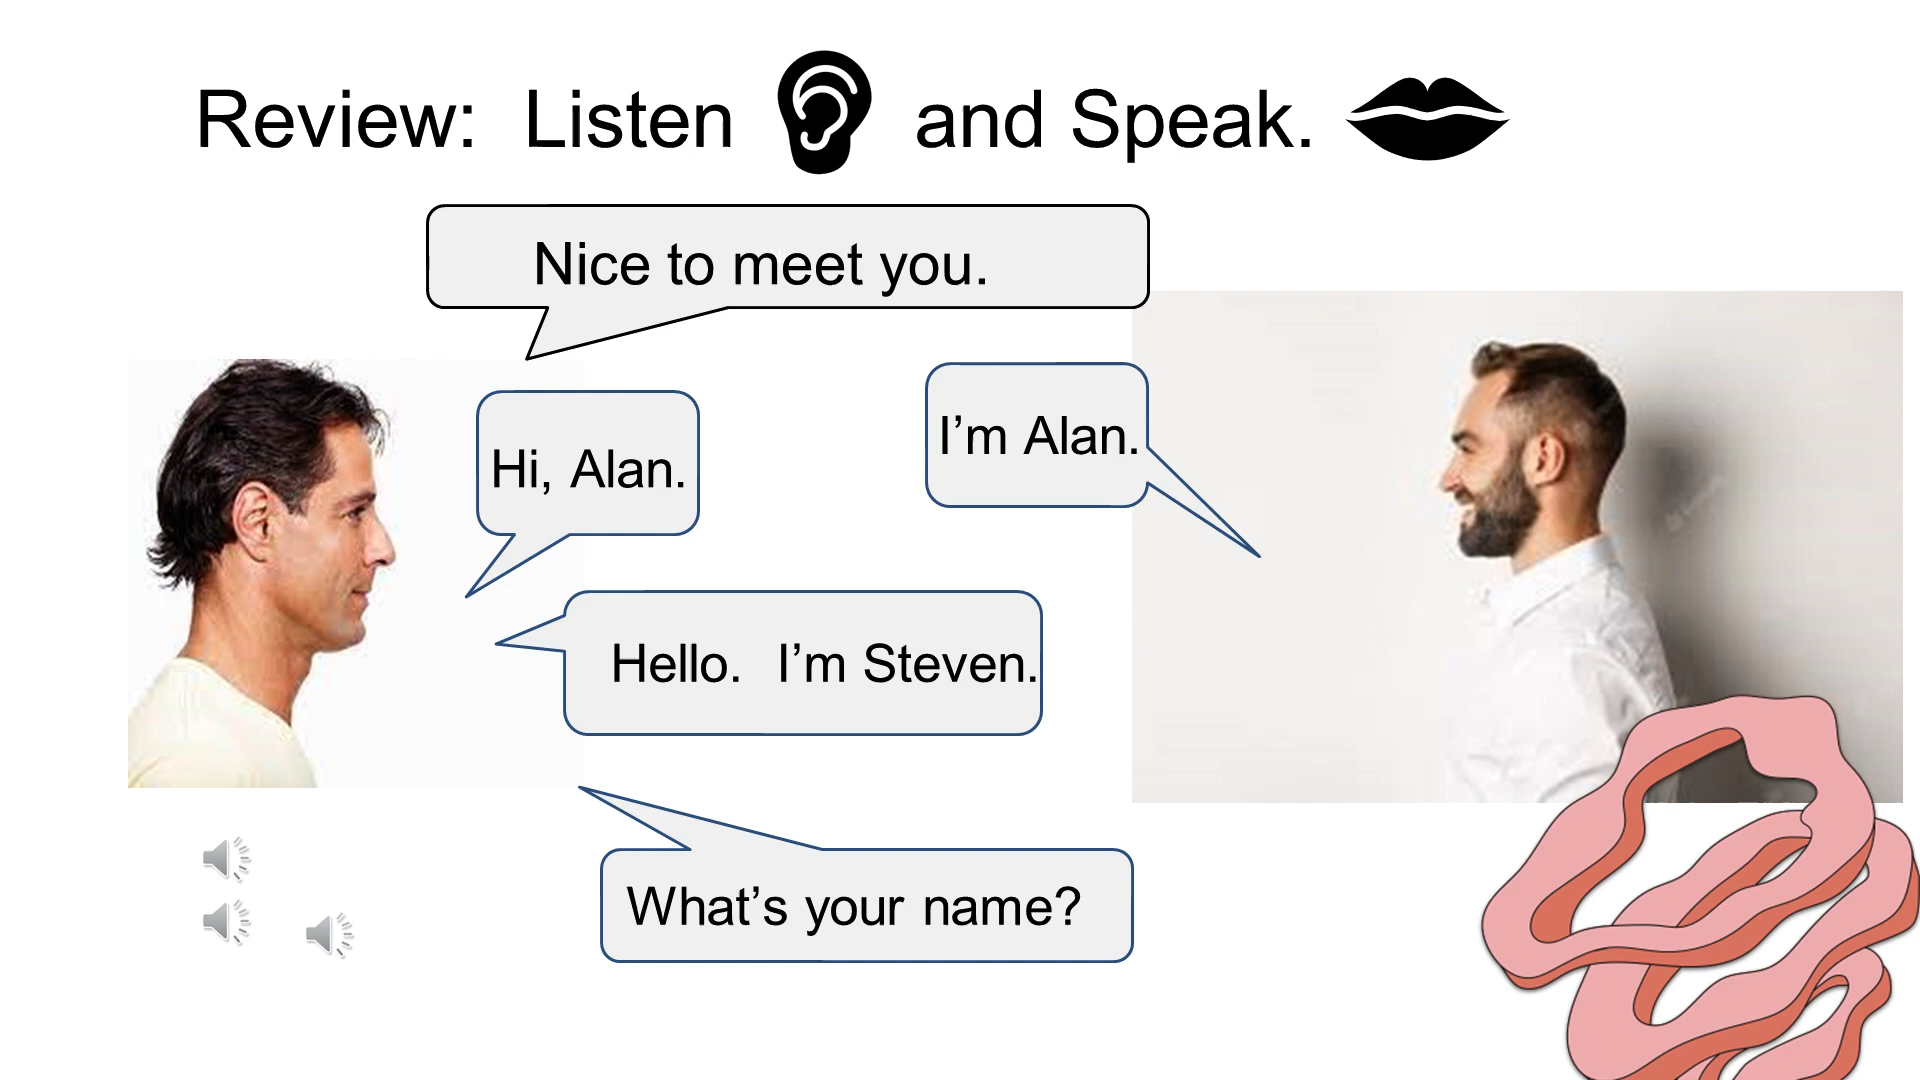 Review: Listen and Speak.
Nice to meet you.
I’m Alan.
Hi, Alan.
Hello. I’m Steven.
What’s your name?